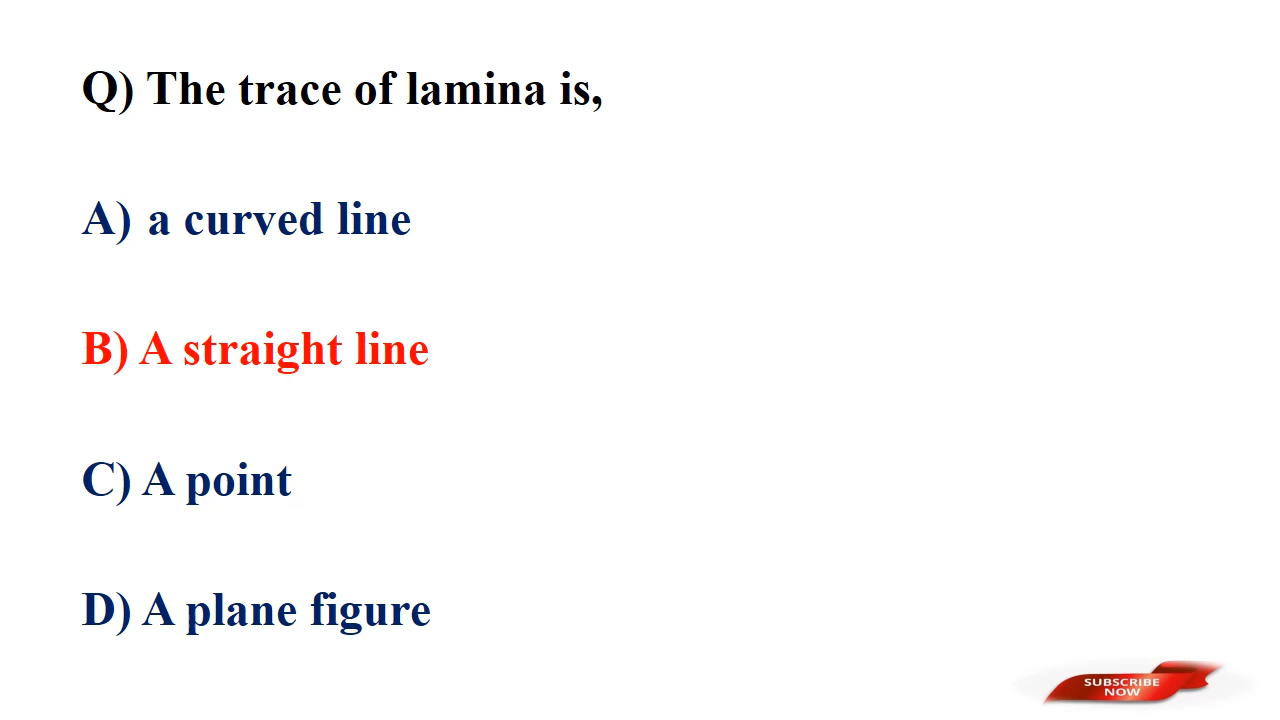 Q) The trace of lamina is,
A) a curved line
B) A straight line
C) A point
D) A plane figure
SUBSCRIBE
NOW